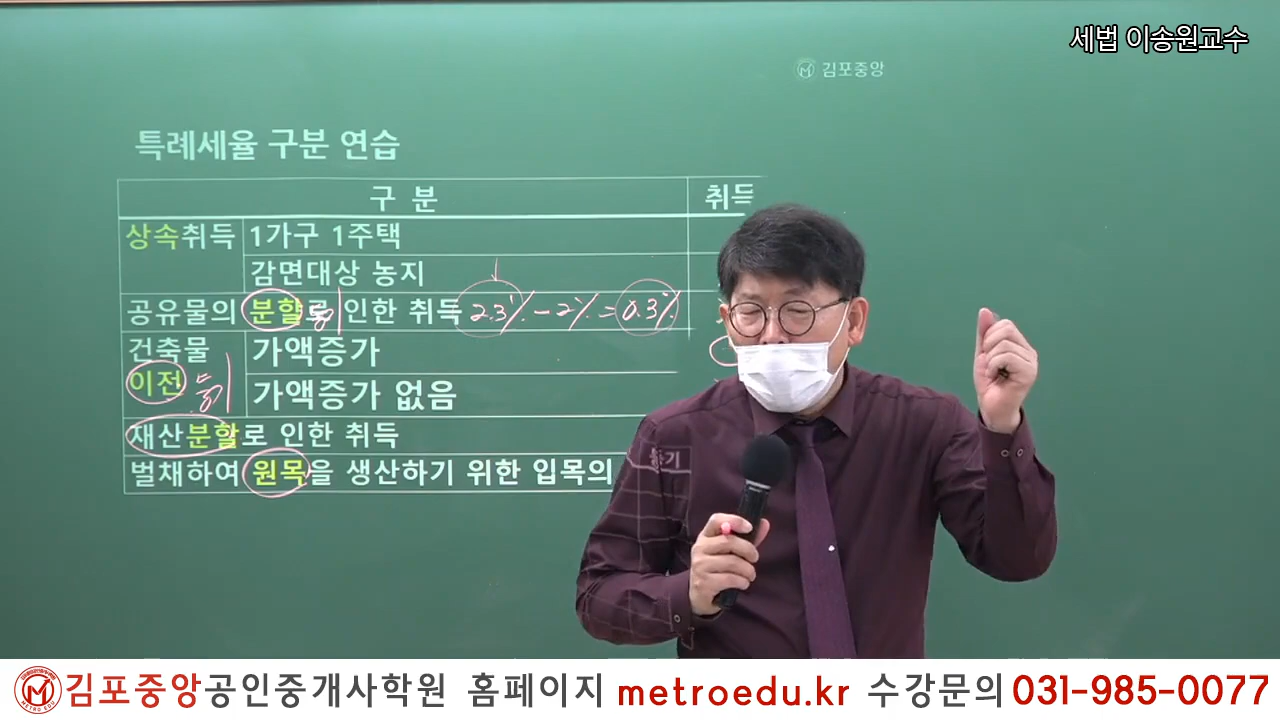 세법 이송원교수
김포중앙
특례세율 구분 연습
구 분 취득
상속취득 1가구 1주택
감면대상 농지
공유물의 분할로 인한 취득 2.3% - 2% = 0.3%
건축물 가액증가
이전 가액증가 없음
재산분할로 인한 취득
벌채하여 원목을 생산하기 위한 입목의
김포중앙공인중개사학원 홈페이지 metroedu.kr 수강문의 031-985-0077